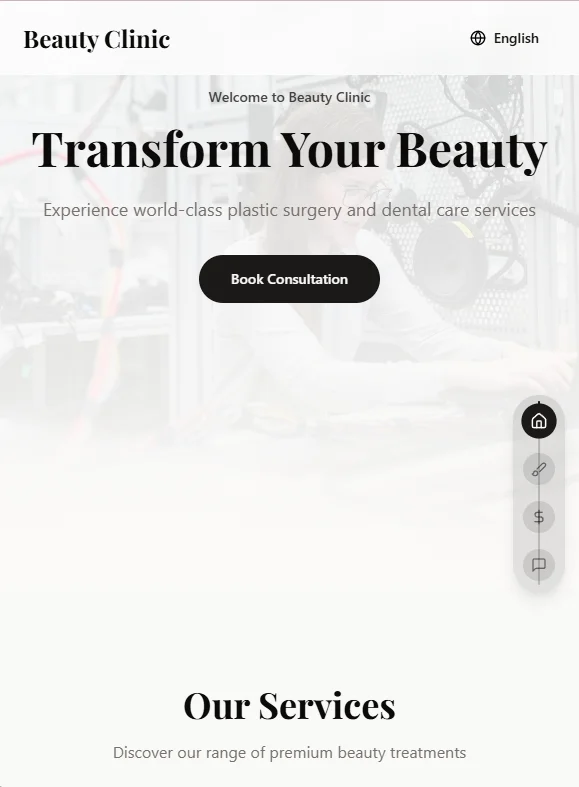 Beauty Clinic
English
Welcome to Beauty Clinic
Transform Your Beauty
Experience world-class plastic surgery and dental care services
Book Consultation
$
Our Services
Discover our range of premium beauty treatments